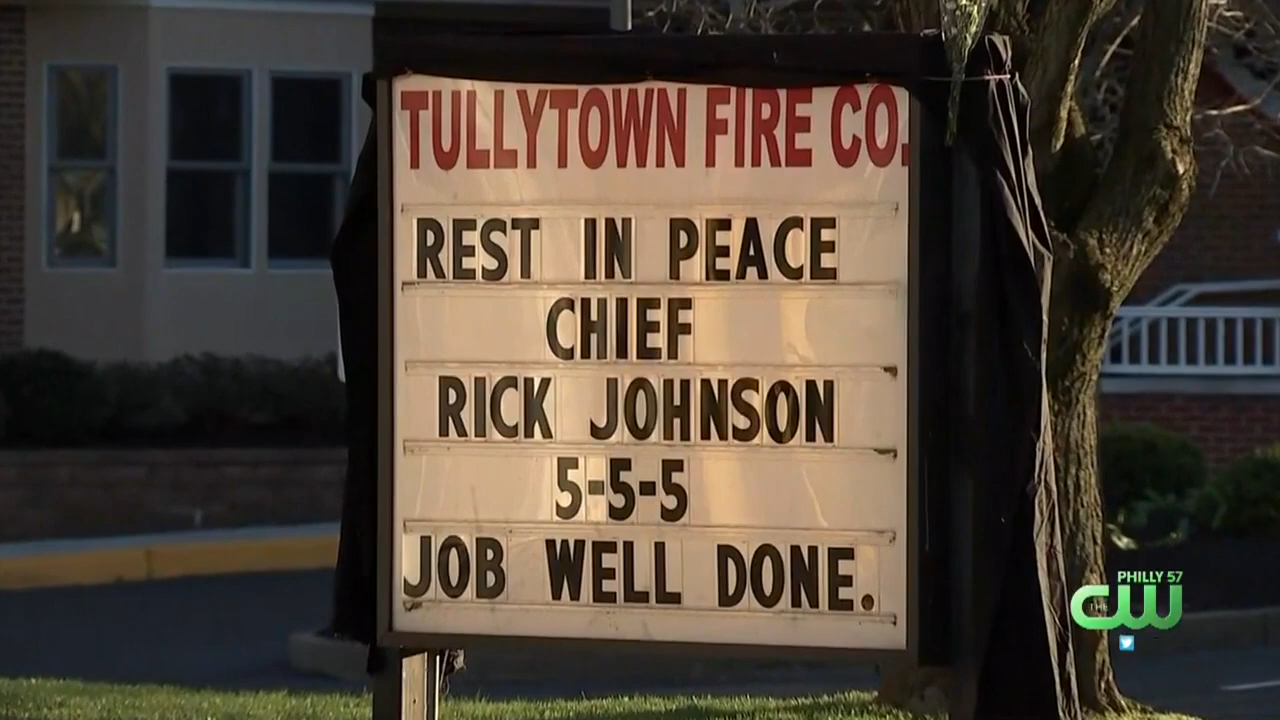 TULLYTOWN FIRE CO.
REST IN PEACE
CHIEF
RICK JOHNSON
5-5-5
JOB WELL DONE.
PHILLY 57
THE CW